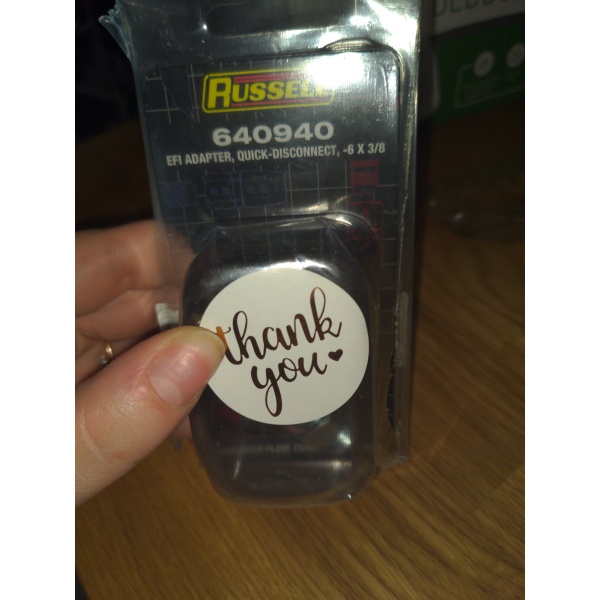 RUSSELL
640940
EFI ADAPTER, QUICK-DISCONNECT, -6 X 3/8
thank
you